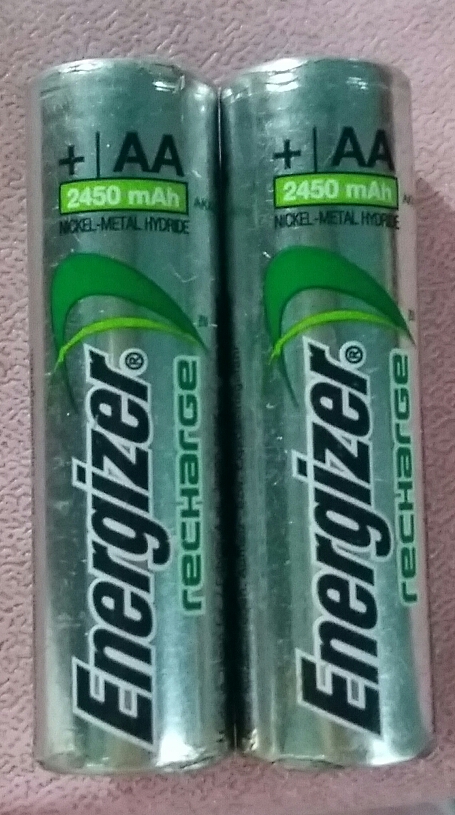 + | AA
2450 mAh
NICKEL-METAL HYDRIDE
Energizer®
recharge
+ | AA
2450 mAh
NICKEL-METAL HYDRIDE
Energizer®
recharge